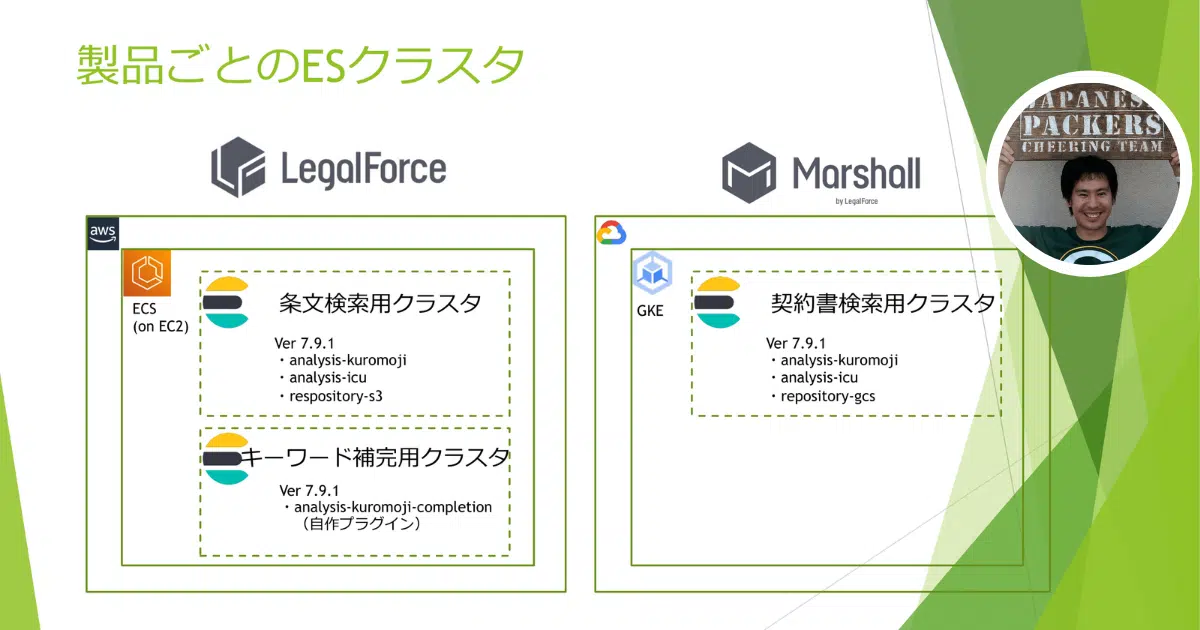 製品ごとのESクラスタ
JAPANESE
PACKERS
CHEERING TEAM
LegalForce
Marshall
by LegalForce
aws
ECS
(on EC2)
条文検索用クラスタ
Ver 7.9.1
・analysis-kuromoji
・analysis-icu
・respository-s3
キーワード補完用クラスタ
Ver 7.9.1
・analysis-kuromoji-completion
（自作プラグイン）
GKE
契約書検索用クラスタ
Ver 7.9.1
・analysis-kuromoji
・analysis-icu
・repository-gcs